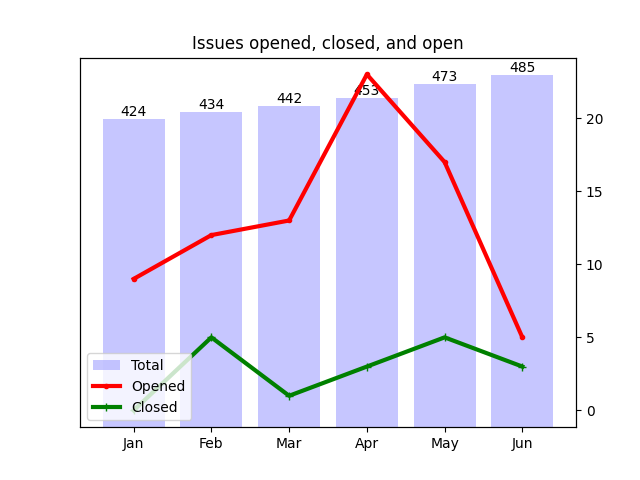 Issues opened, closed, and open
424 434 442 453 473 485
20
15
10
5
0
Total
Opened
Closed
Jan Feb Mar Apr May Jun